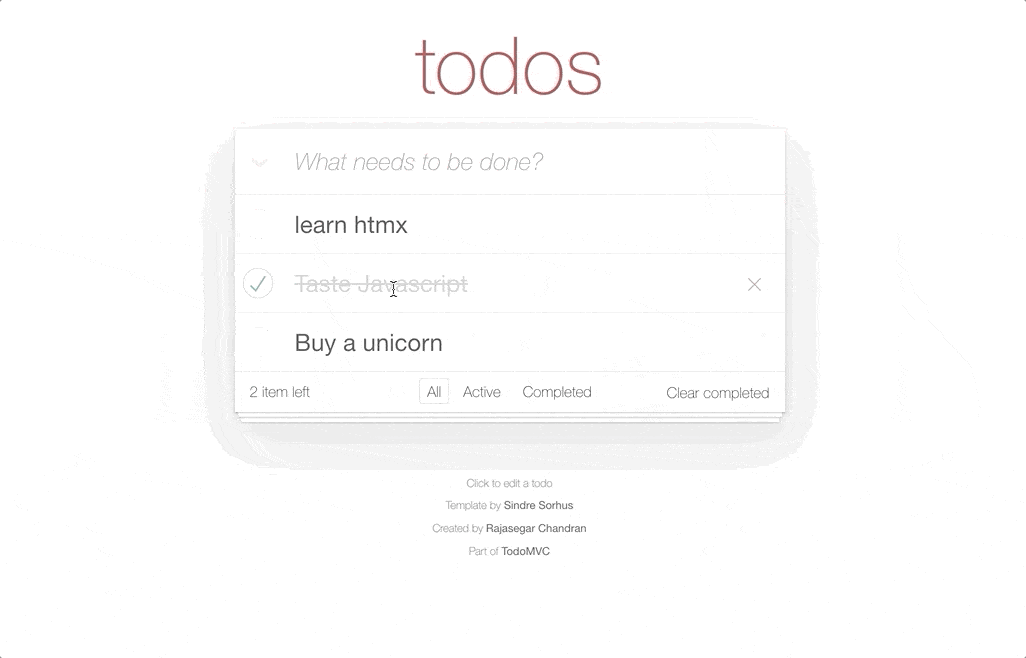 todos
What needs to be done?
learn htmx
Taste Javascript
Buy a unicorn
2 item left All Active Completed Clear completed
Click to edit a todo
Template by Sindre Sorhus
Created by Rajasegar Chandran
Part of TodoMVC